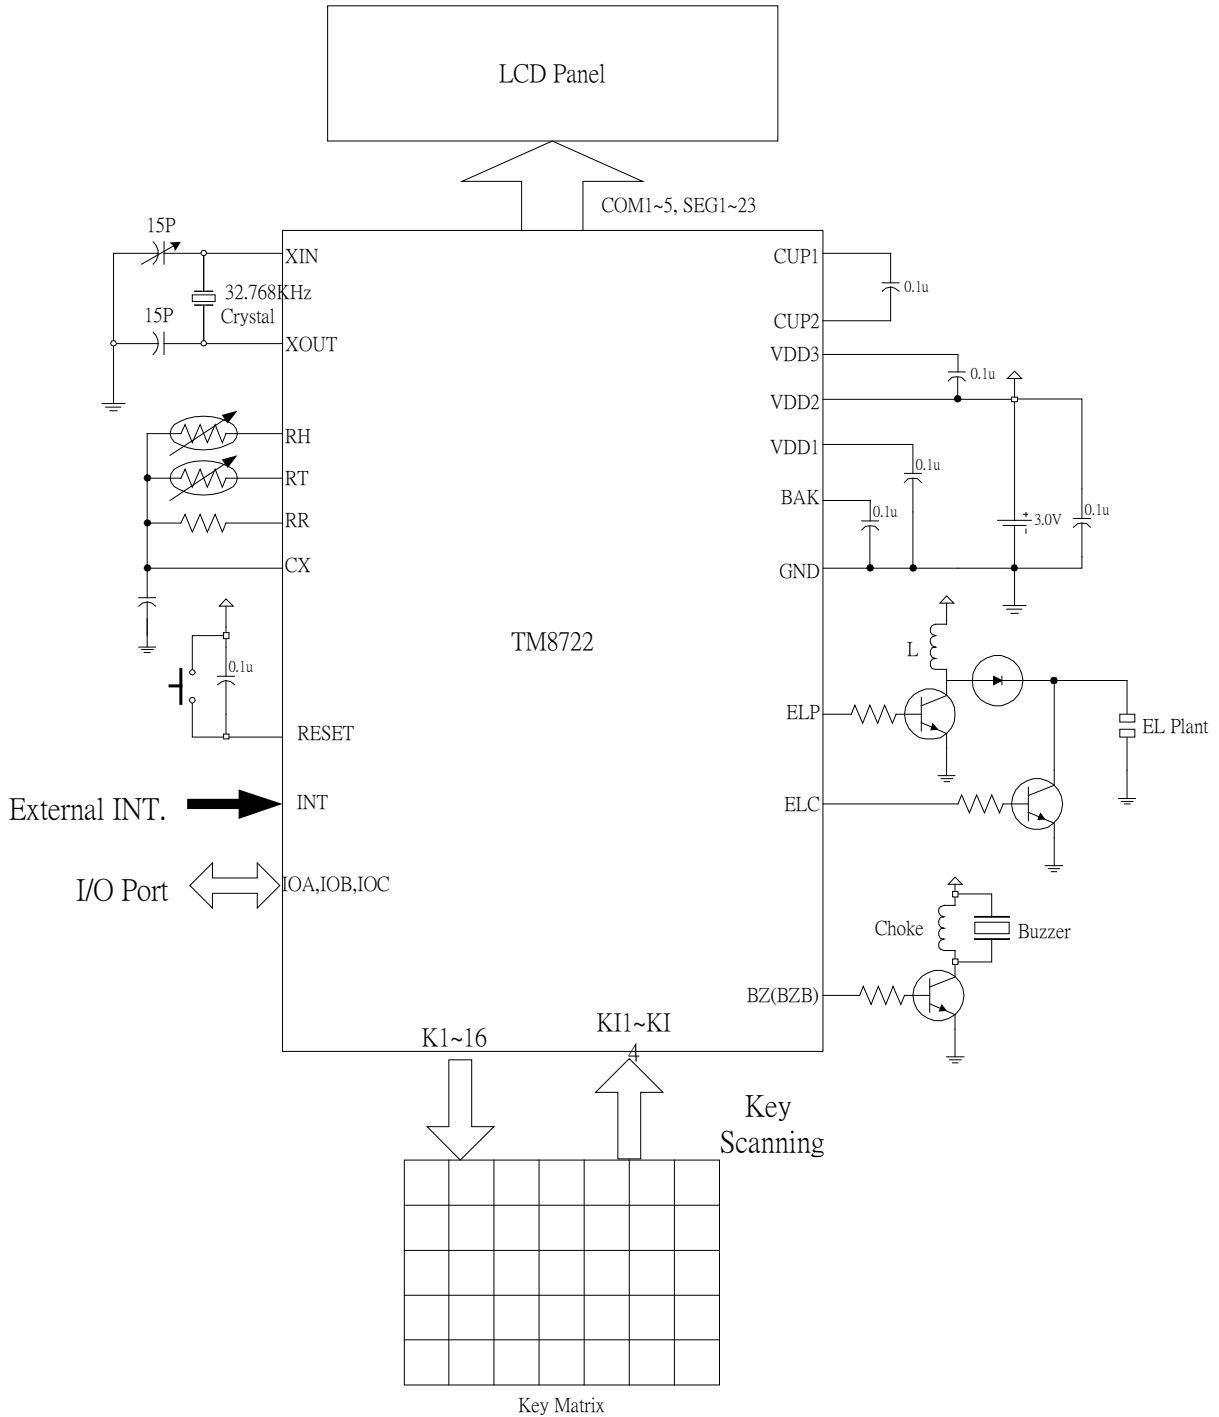 LCD Panel
COM1~5, SEG1~23
15P
XIN
32.768KHz
Crystal
15P
XOUT
RH
RT
RR
CX
0.1u
RESET
External INT.
INT
I/O Port
IOA,IOB,IOC
TM8722
CUP1
0.1u
CUP2
VDD3
0.1u
VDD2
VDD1
0.1u
BAK
0.1u
+
3.0V
-
0.1u
GND
L
ELP
EL Plant
ELC
Choke
Buzzer
BZ(BZB)
K1~16
KI1~KI
4
Key
Scanning
Key Matrix